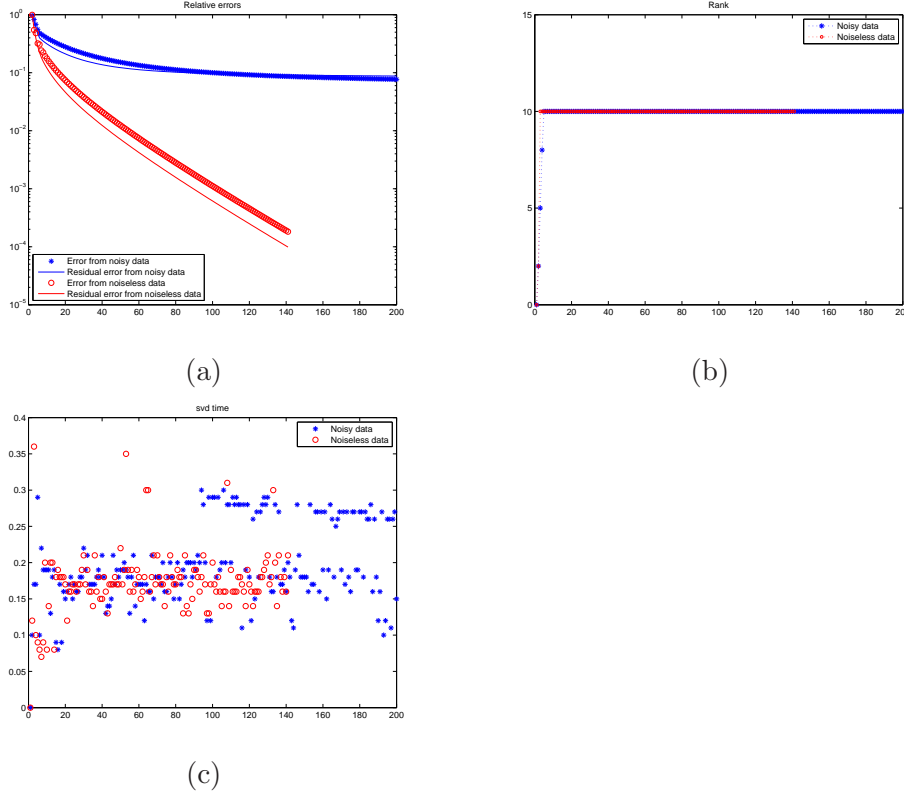 Relative errors
10^0
10^-1
10^-2
10^-3
10^-4
10^-5
Error from noisy data
Residual error from noisy data
Error from noiseless data
Residual error from noiseless data
0 20 40 60 80 100 120 140 160 180 200
(a)
Rank
15
10
5
0
Noisy data
Noiseless data
0 20 40 60 80 100 120 140 160 180 200
(b)
svd time
0.4
0.35
0.3
0.25
0.2
0.15
0.1
0.05
0
Noisy data
Noiseless data
0 20 40 60 80 100 120 140 160 180 200
(c)